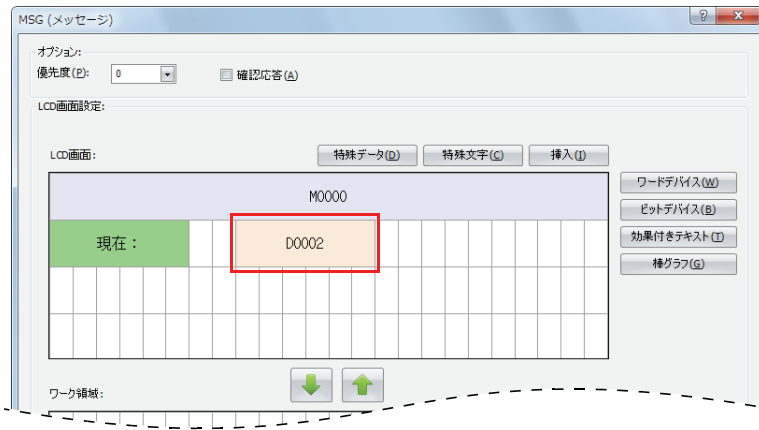 MSG (メッセージ)
オプション:
優先度(P): 0 確認応答(A)
LCD画面設定:
LCD画面: 特殊データ(D) 特殊文字(C) 挿入(I)
M0000
ワードデバイス(W)
ビットデバイス(B)
現在： D0002
効果付きテキスト(T)
棒グラフ(G)
ワーク領域: